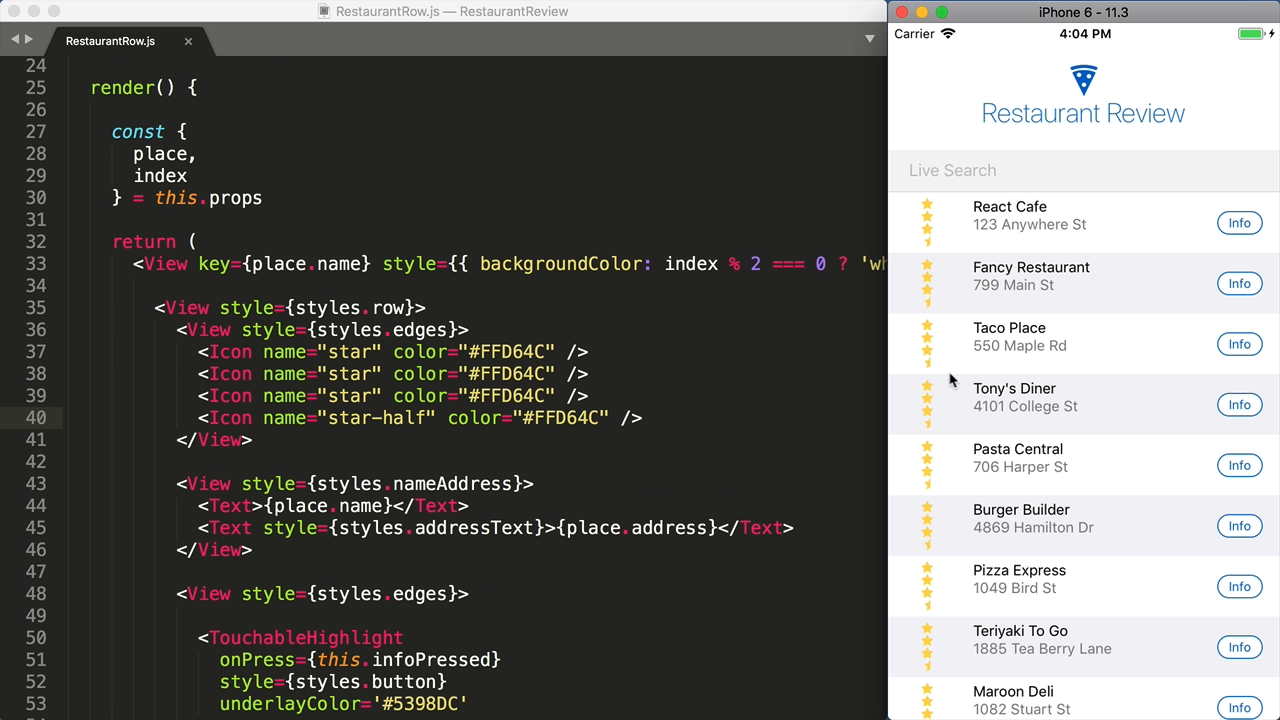 RestaurantRow.js — RestaurantReview
RestaurantRow.js ×
24
25 render() {
26
27 const {
28 place,
29 index
30 } = this.props
31
32 return (
33 <View key={place.name} style={{ backgroundColor: index % 2 === 0 ? 'wh
34
35 <View style={styles.row}>
36 <View style={styles.edges}>
37 <Icon name="star" color="#FFD64C" />
38 <Icon name="star" color="#FFD64C" />
39 <Icon name="star" color="#FFD64C" />
40 <Icon name="star-half" color="#FFD64C" />
41 </View>
42
43 <View style={styles.nameAddress}>
44 <Text>{place.name}</Text>
45 <Text style={styles.addressText}>{place.address}</Text>
46 </View>
47
48 <View style={styles.edges}>
49
50 <TouchableHighlight
51 onPress={this.infoPressed}
52 style={styles.button}
53 underlayColor='#5398DC'
iPhone 6 - 11.3
Carrier 4:04 PM
Restaurant Review
Live Search
React Cafe
123 Anywhere St
Info
Fancy Restaurant
799 Main St
Info
Taco Place
550 Maple Rd
Info
Tony's Diner
4101 College St
Info
Pasta Central
706 Harper St
Info
Burger Builder
4869 Hamilton Dr
Info
Pizza Express
1049 Bird St
Info
Teriyaki To Go
1885 Tea Berry Lane
Info
Maroon Deli
1082 Stuart St
Info